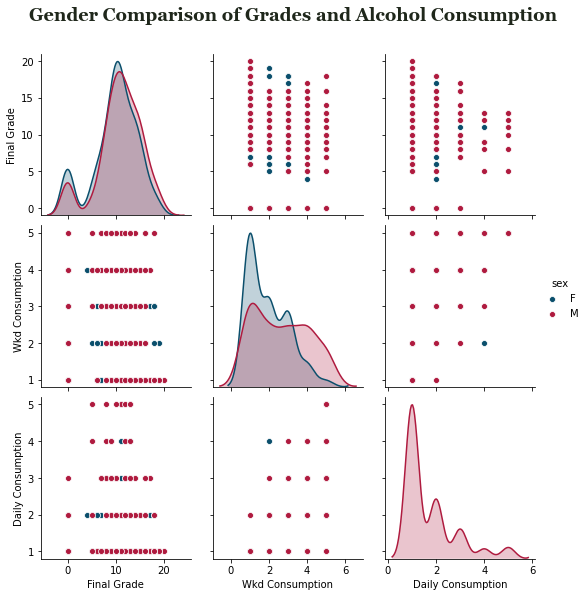 Gender Comparison of Grades and Alcohol Consumption
20
15
10
5
0
Final Grade
5
4
3
2
1
Wkd Consumption
sex
F
M
5
4
3
2
1
Daily Consumption
0 10 20
0 2 4 6
0 2 4 6
Final Grade
Wkd Consumption
Daily Consumption